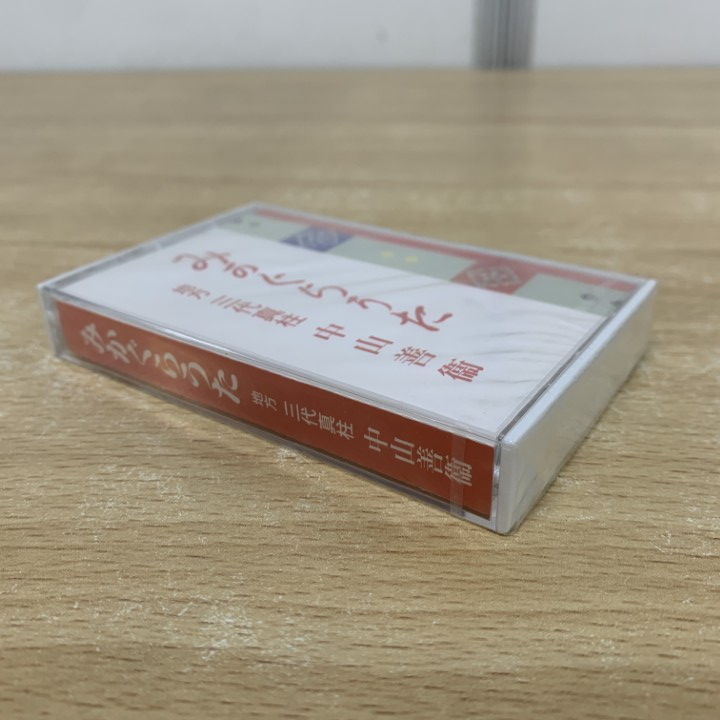 みかぐらうた
地方 三代真柱 中山善衞
みかぐらうた
地方 三代真柱 中山善衞